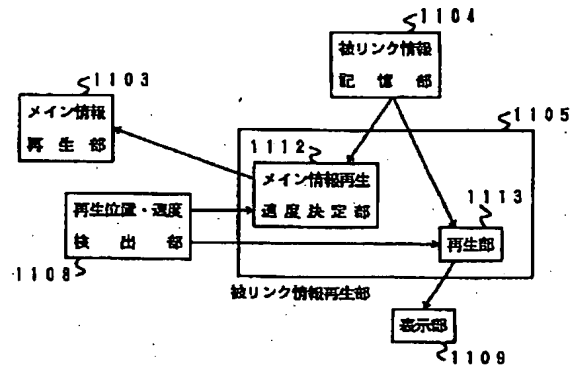 1104
被リンク情報
記憶部
1103
メイン情報
再生部
1105
1112
メイン情報再生
速度決定部
1113
再生位置・速度
検出部
再生部
1108
被リンク情報再生部
表示部
1109